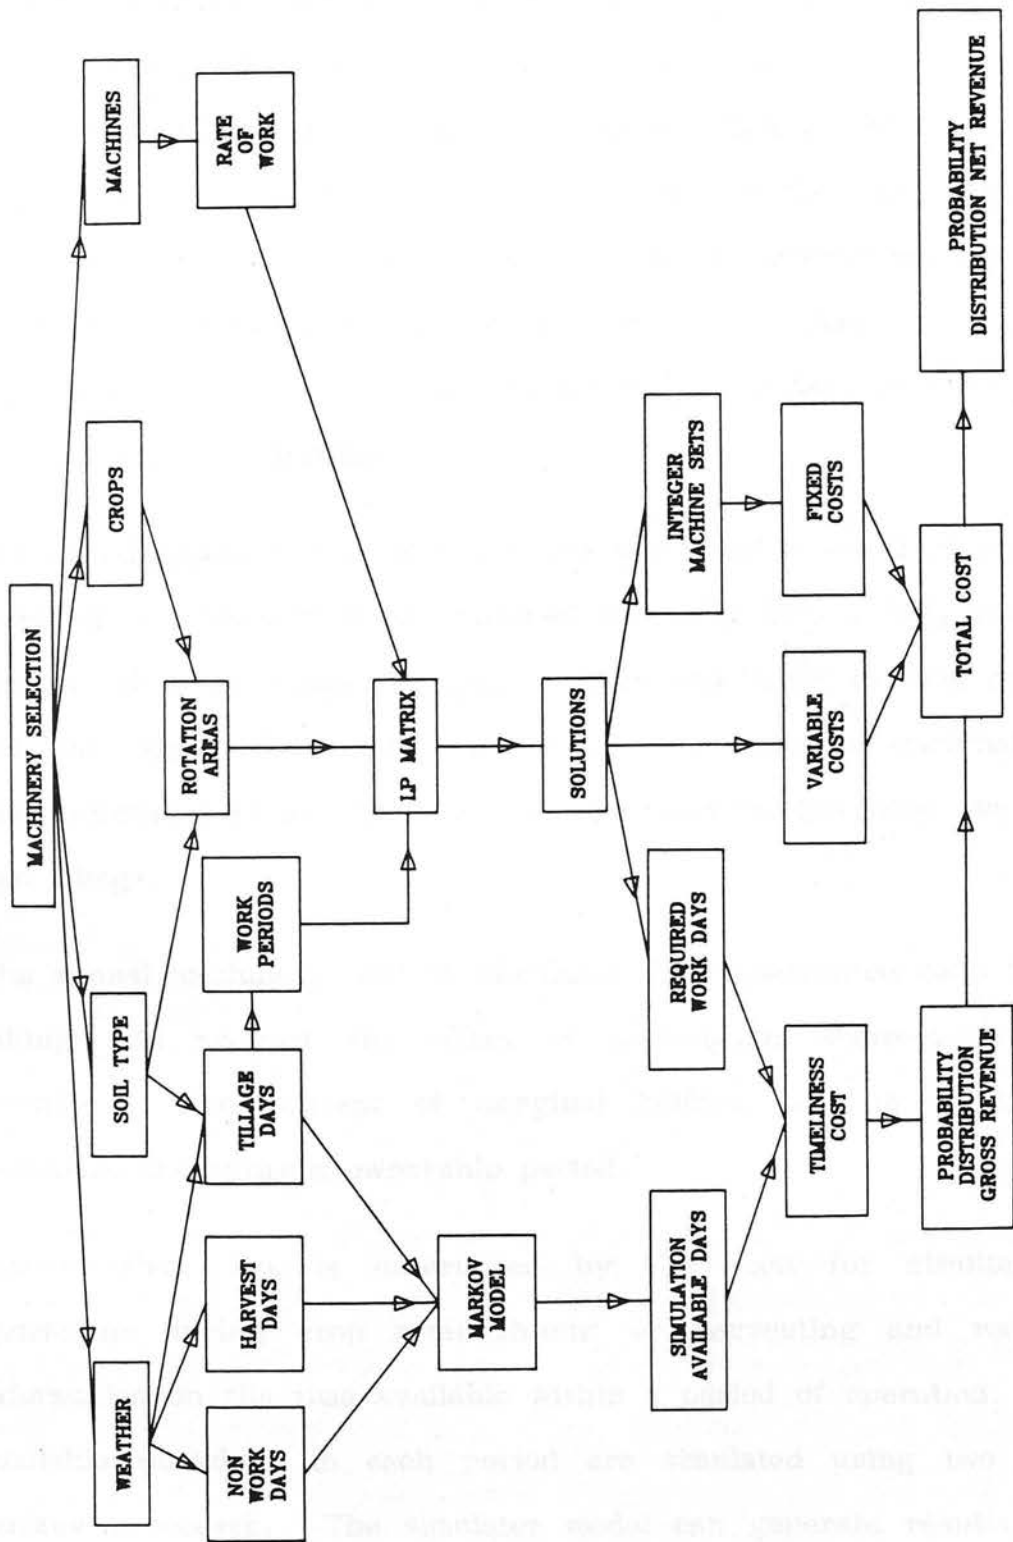 MACHINERY SELECTION
WEATHER
SOIL TYPE
CROPS
MACHINES
NON
WORK
DAYS
HARVEST
DAYS
TILLAGE
DAYS
WORK
PERIODS
ROTATION
AREAS
RATE
OF
WORK
LP MATRIX
MARKOV
MODEL
SOLUTIONS
SIMULATION
AVAILABLE DAYS
REQUIRED
WORK DAYS
INTEGER
MACHINE SETS
TIMELINESS
COST
VARIABLE
COSTS
FIXED
COSTS
PROBABILITY
DISTRIBUTION
GROSS REVENUE
TOTAL COST
PROBABILITY
DISTRIBUTION NET REVENUE